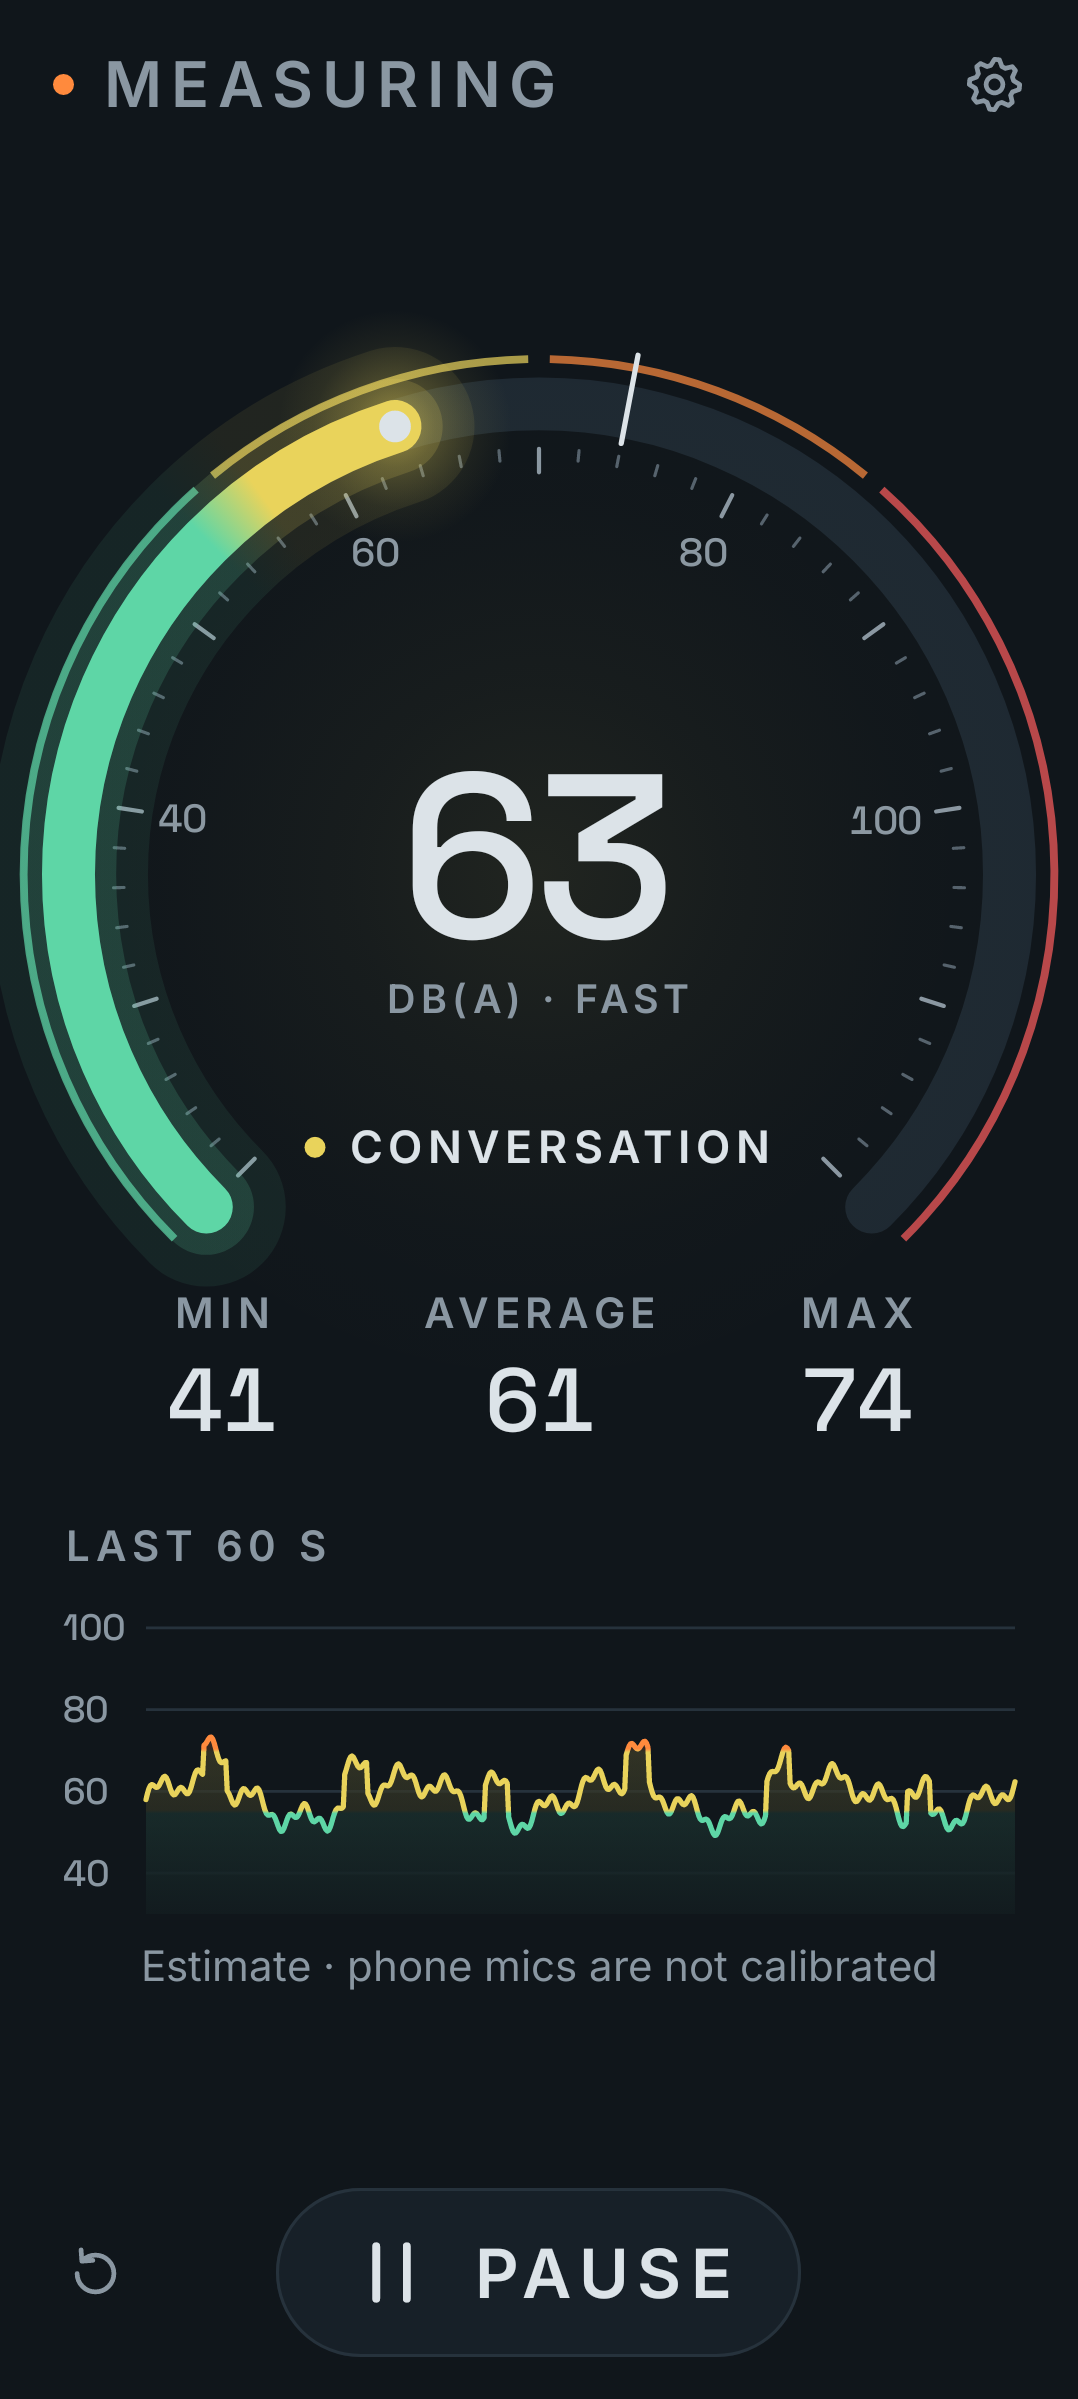 MEASURING
60 80
40 100
63
DB(A) · FAST
CONVERSATION
MIN AVERAGE MAX
41 61 74
LAST 60 S
100
80
60
40
Estimate · phone mics are not calibrated
PAUSE